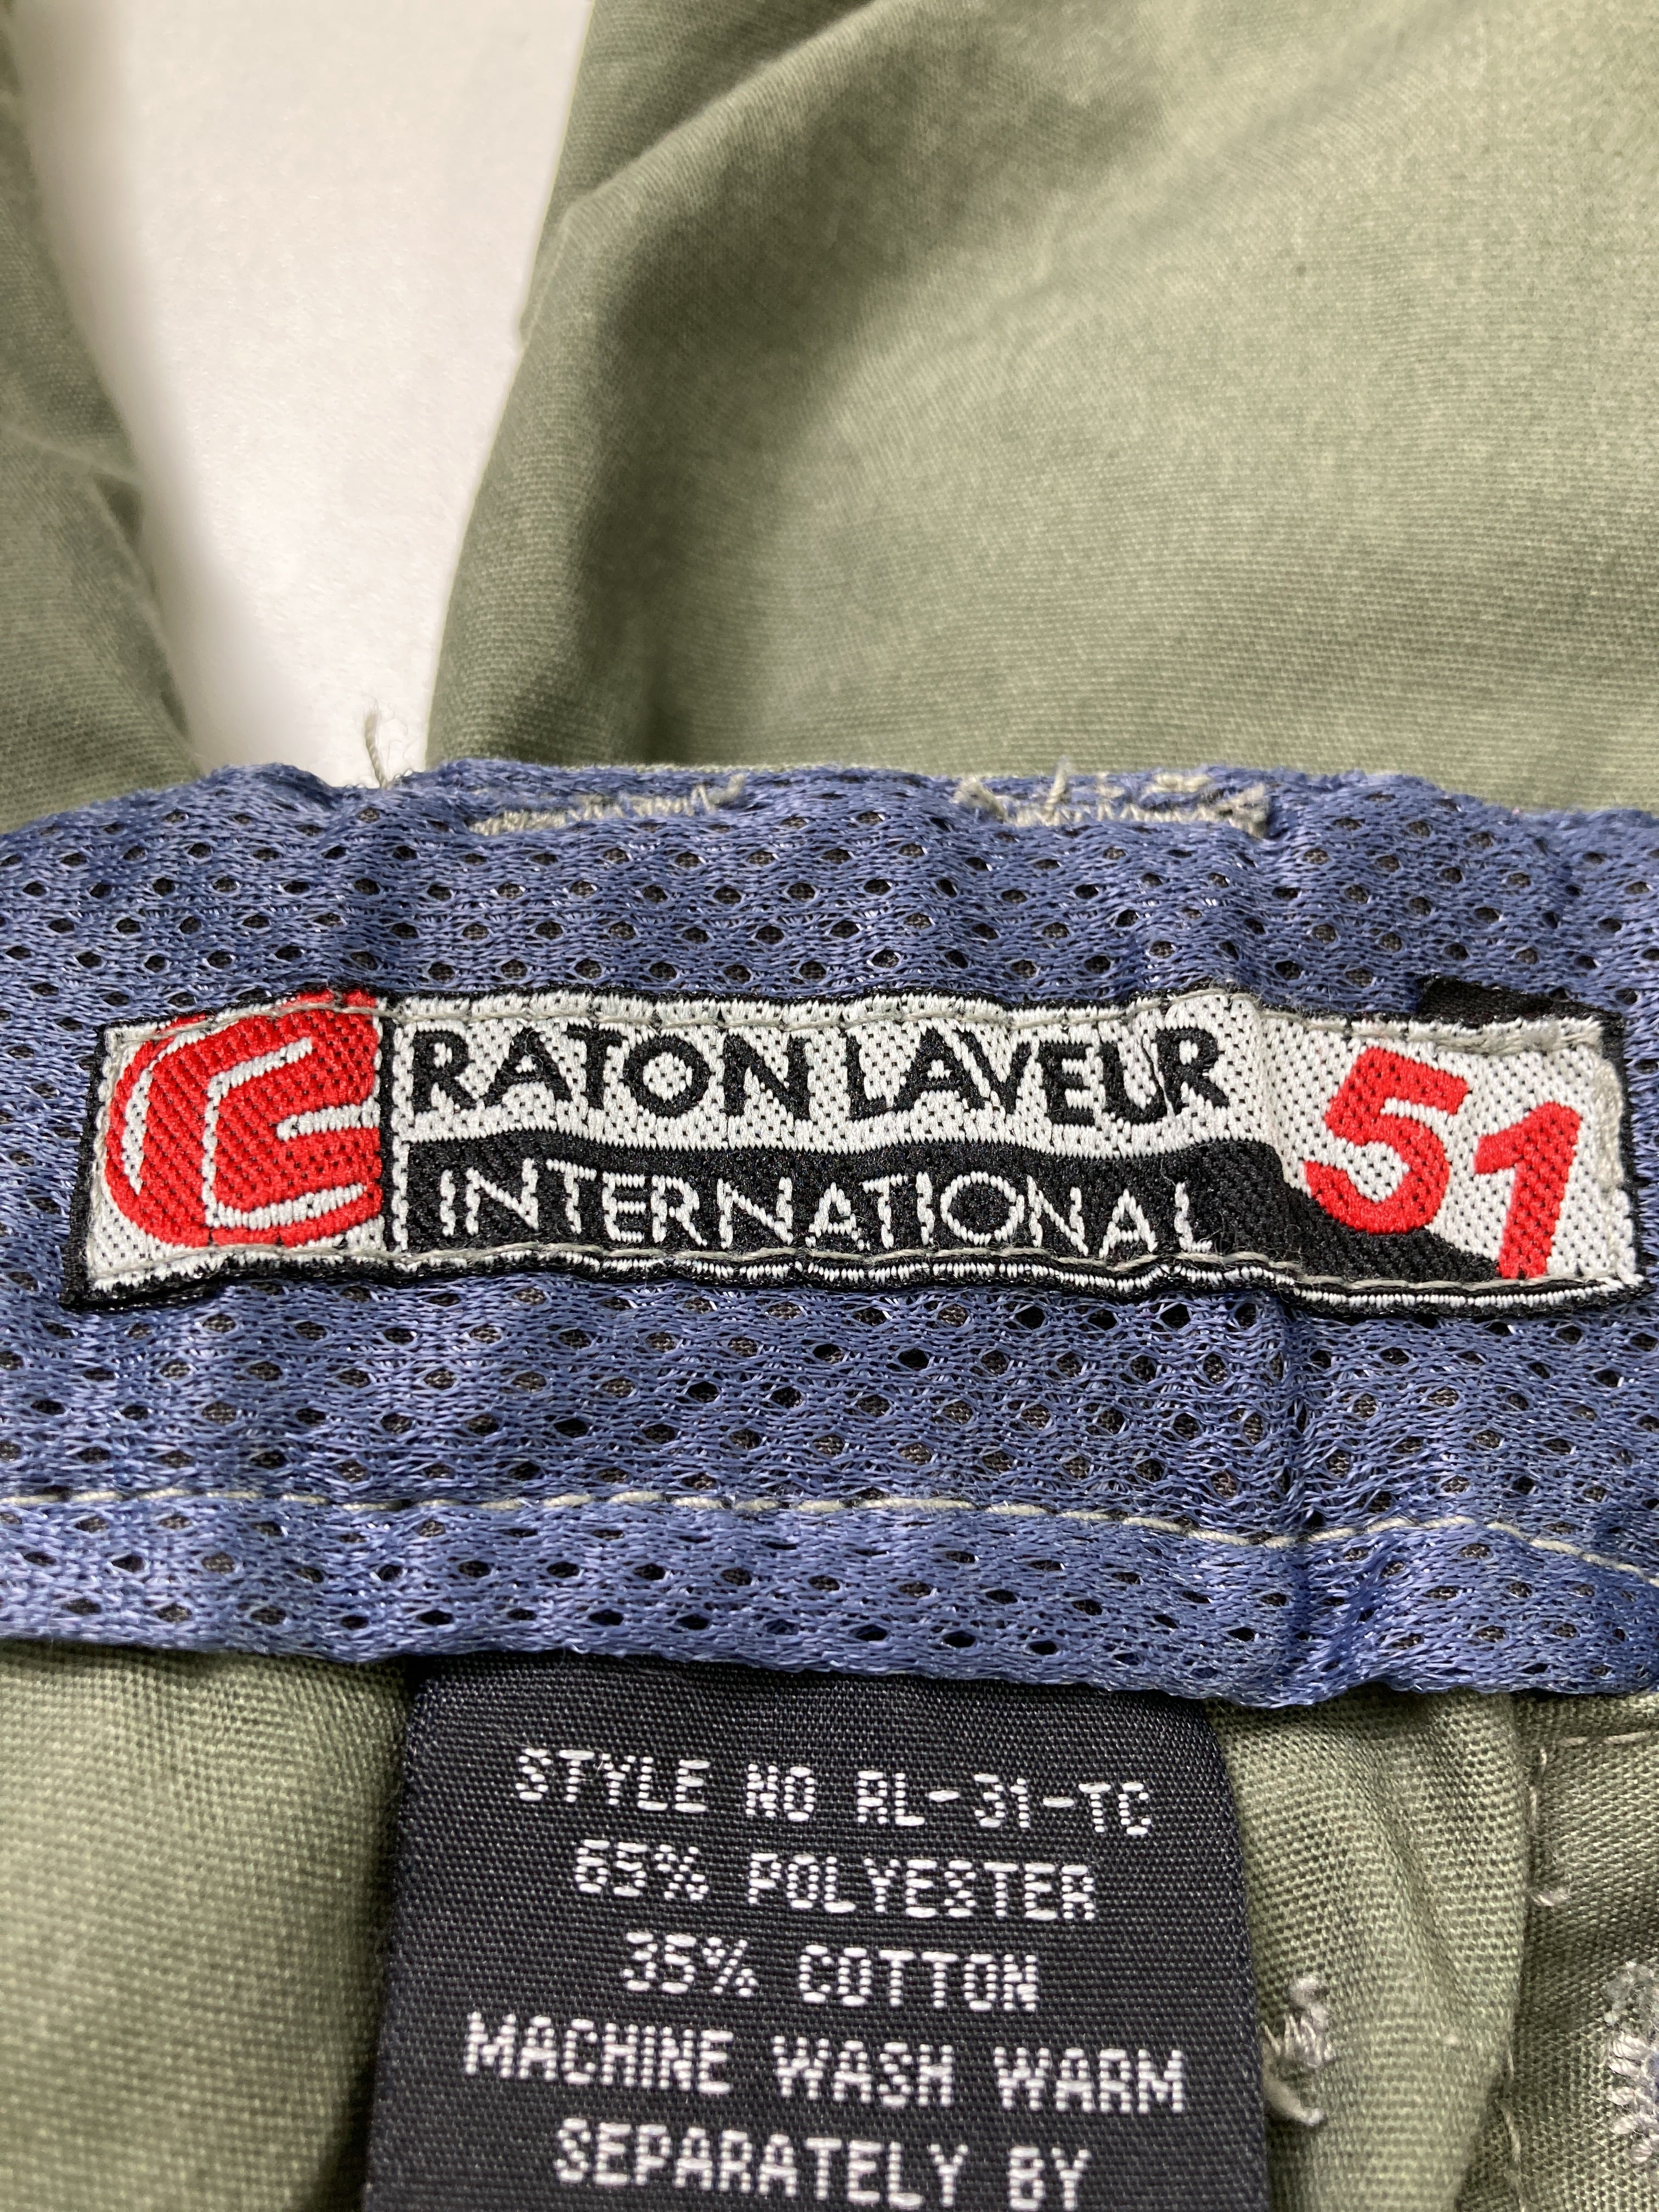 RATON LAVEUR
INTERNATIONAL
51
STYLE NO RL-31-TC
65% POLYESTER
35% COTTON
MACHINE WASH WARM
SEPARATELY BY